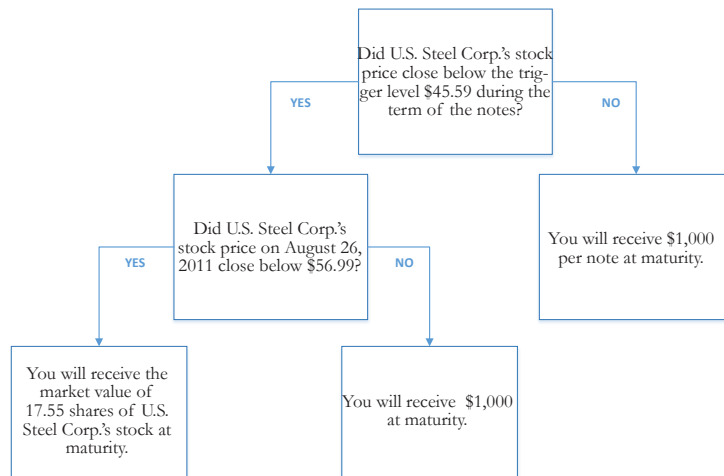 Did U.S. Steel Corp.'s stock
price close below the trig-
ger level $45.59 during the
term of the notes?
YES
NO
Did U.S. Steel Corp.'s
stock price on August 26,
2011 close below $56.99?
You will receive $1,000
per note at maturity.
YES
NO
You will receive the
market value of
17.55 shares of U.S.
Steel Corp.'s stock at
maturity.
You will receive $1,000
at maturity.